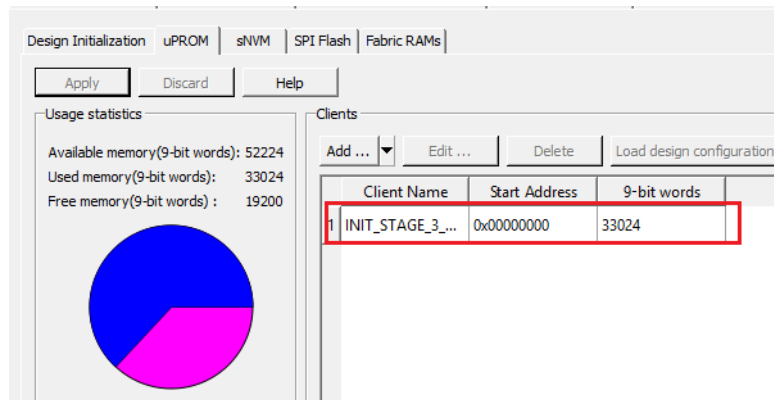 Design Initialization uPROM sNVM SPI Flash Fabric RAMs
Apply Discard Help
Usage statistics
Available memory(9-bit words): 52224
Used memory(9-bit words): 33024
Free memory(9-bit words) : 19200
Clients
Add ... Edit ... Delete Load design configuration
Client Name Start Address 9-bit words
1 INIT_STAGE_3_... 0x00000000 33024